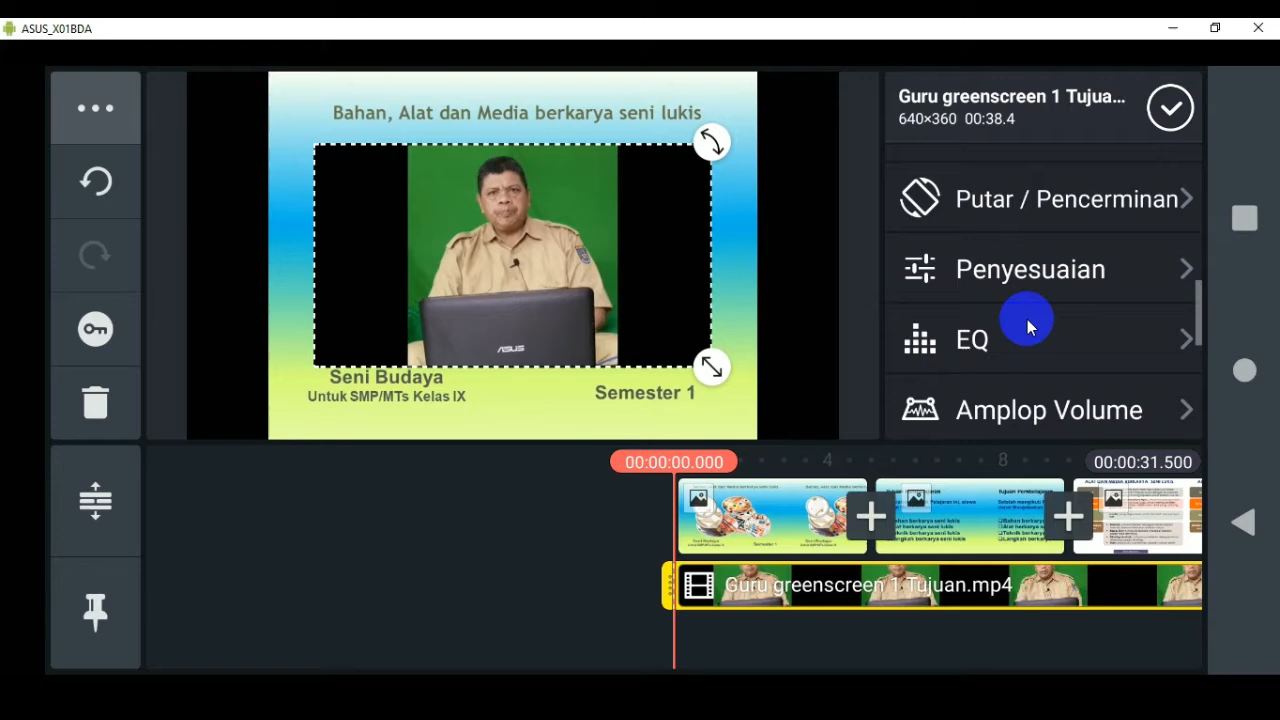 ASUS_X01BDA
Bahan, Alat dan Media berkarya seni lukis
ASUS
Seni Budaya
Untuk SMP/MTs Kelas IX
Semester 1
Guru greenscreen 1 Tujua...
640×360 00:38.4
Putar / Pencerminan
Penyesuaian
EQ
Amplop Volume
00:00:00.000
4
8
00:00:31.500
Guru greenscreen 1 Tujuan.mp4